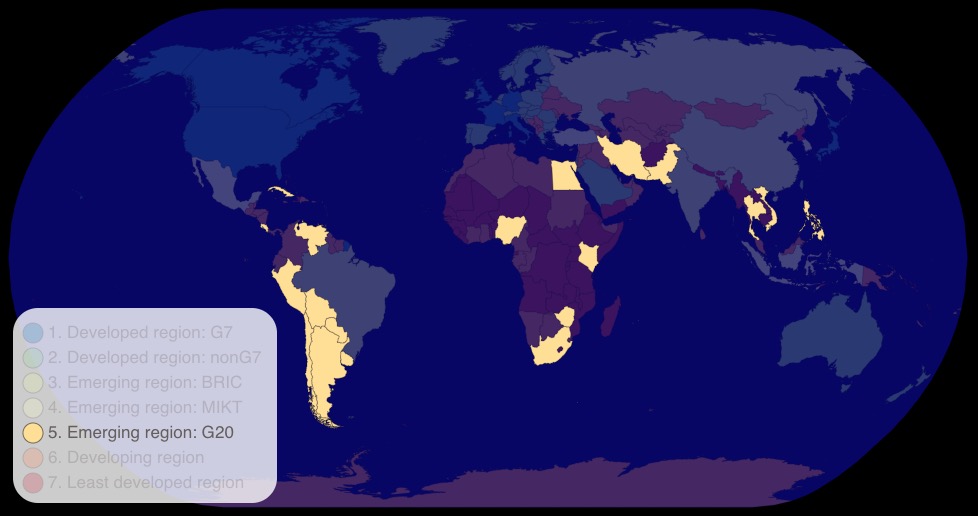 1. Developed region: G7
2. Developed region: nonG7
3. Emerging region: BRIC
4. Emerging region: MIKT
5. Emerging region: G20
6. Developing region
7. Least developed region